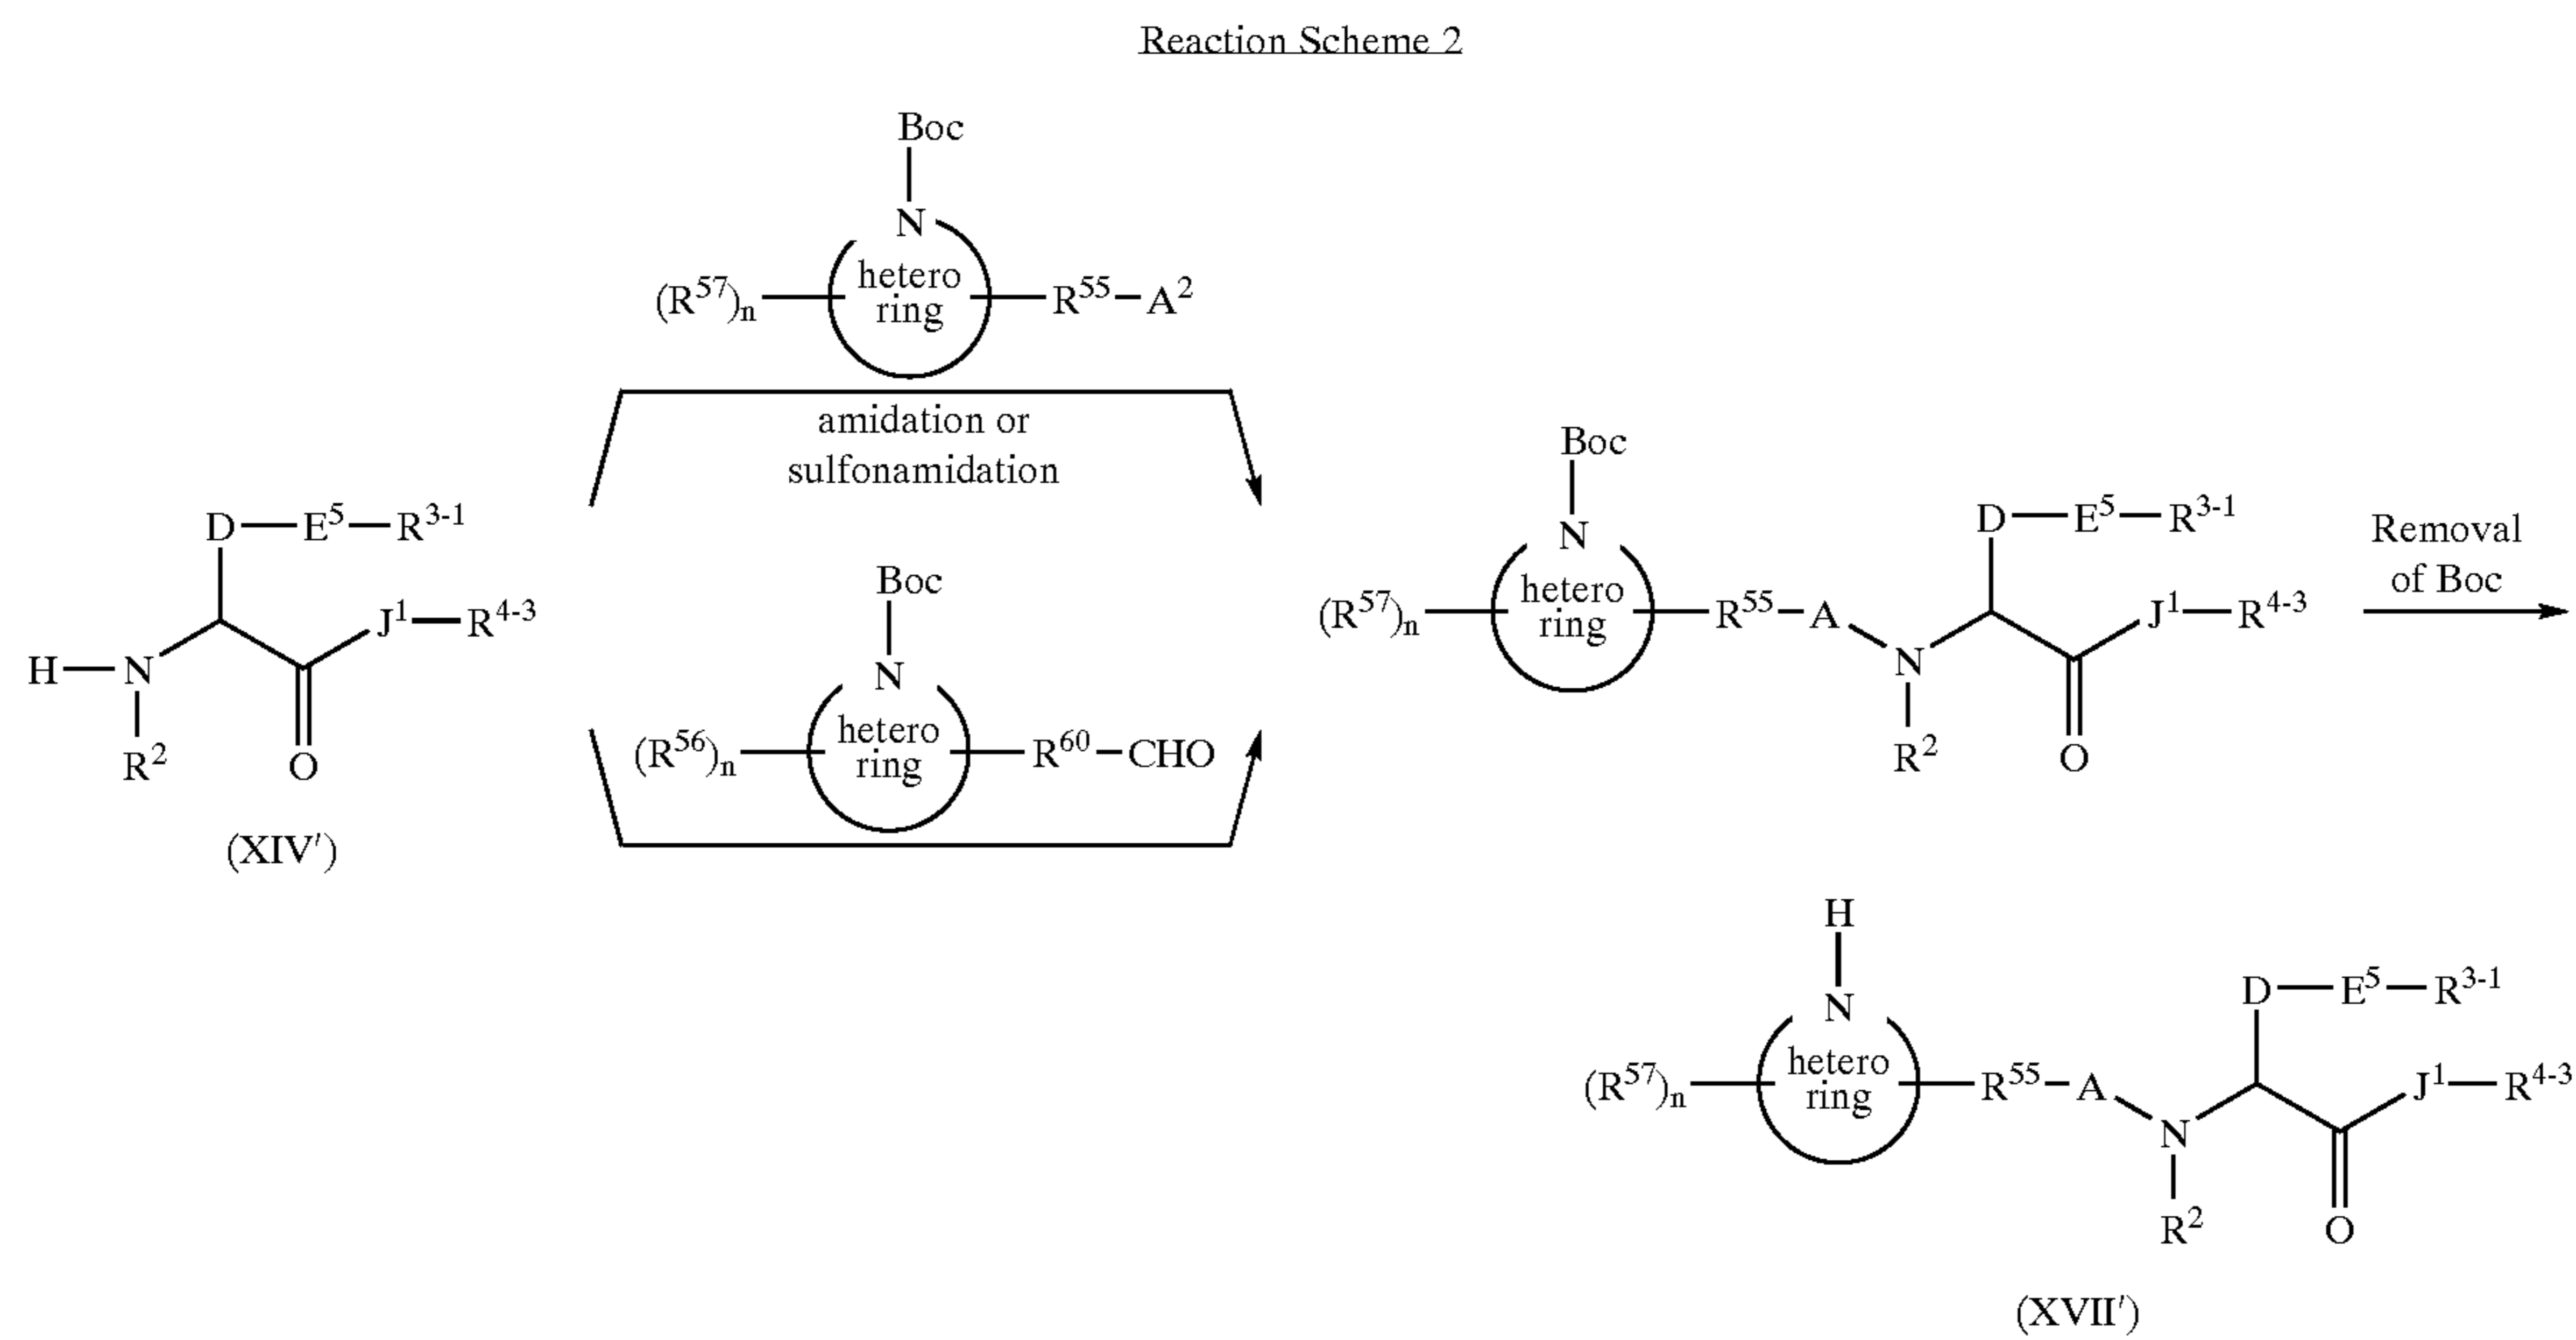 Reaction Scheme 2
Boc
N
hetero
ring
(R⁵⁷)ₙ
R⁵⁵—A²
amidation or
sulfonamidation
D—E⁵—R³⁻¹
J¹—R⁴⁻³
H—N
R²
O
(XIV′)
Boc
N
hetero
ring
(R⁵⁶)ₙ
R⁶⁰—CHO
Boc
N
hetero
ring
(R⁵⁷)ₙ
R⁵⁵—A
N
R²
D—E⁵—R³⁻¹
J¹—R⁴⁻³
O
Removal
of Boc
H
N
hetero
ring
(R⁵⁷)ₙ
R⁵⁵—A
N
R²
D—E⁵—R³⁻¹
J¹—R⁴⁻³
O
(XVII′)